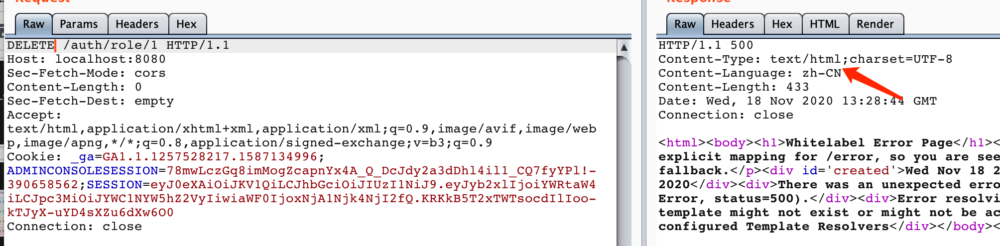 Request
Raw Params Headers Hex
DELETE /auth/role/1 HTTP/1.1
Host: localhost:8080
Sec-Fetch-Mode: cors
Content-Length: 0
Sec-Fetch-Dest: empty
Accept:
text/html,application/xhtml+xml,application/xml;q=0.9,image/avif,image/web
p,image/apng,*/*;q=0.8,application/signed-exchange;v=b3;q=0.9
Cookie: _ga=GA1.1.1257528217.1587134996;
ADMINCONSOLESESSION=78mwLczGq8imMogZcapnYx4A_Q_DcJdy2a3dDhl4il1_CQ7fyYPl!-
390658562;SESSION=eyJ0eXAiOiJKV1QiLCJhbGciOiJIUzI1NiJ9.eyJyb2xlIjoiYWRtaW4
iLCJpc3MiOiJYWC1NYW5hZ2VyIiwiaWF0IjoxNjA1Njk4NjI2fQ.KRKkB5T2xTWTsocdIlIoo-
kTJyX-uYD4sXZu6dXw6O0
Connection: close
Response
Raw Headers Hex HTML Render
HTTP/1.1 500
Content-Type: text/html;charset=UTF-8
Content-Language: zh-CN
Content-Length: 433
Date: Wed, 18 Nov 2020 13:28:44 GMT
Connection: close
<html><body><h1>Whitelabel Error Page</h1><
explicit mapping for /error, so you are see
fallback.</p><div id='created'>Wed Nov 18 2
2020</div><div>There was an unexpected erro
Error, status=500).</div><div>Error resolvi
template might not exist or might not be ac
configured Template Resolvers</div></body><